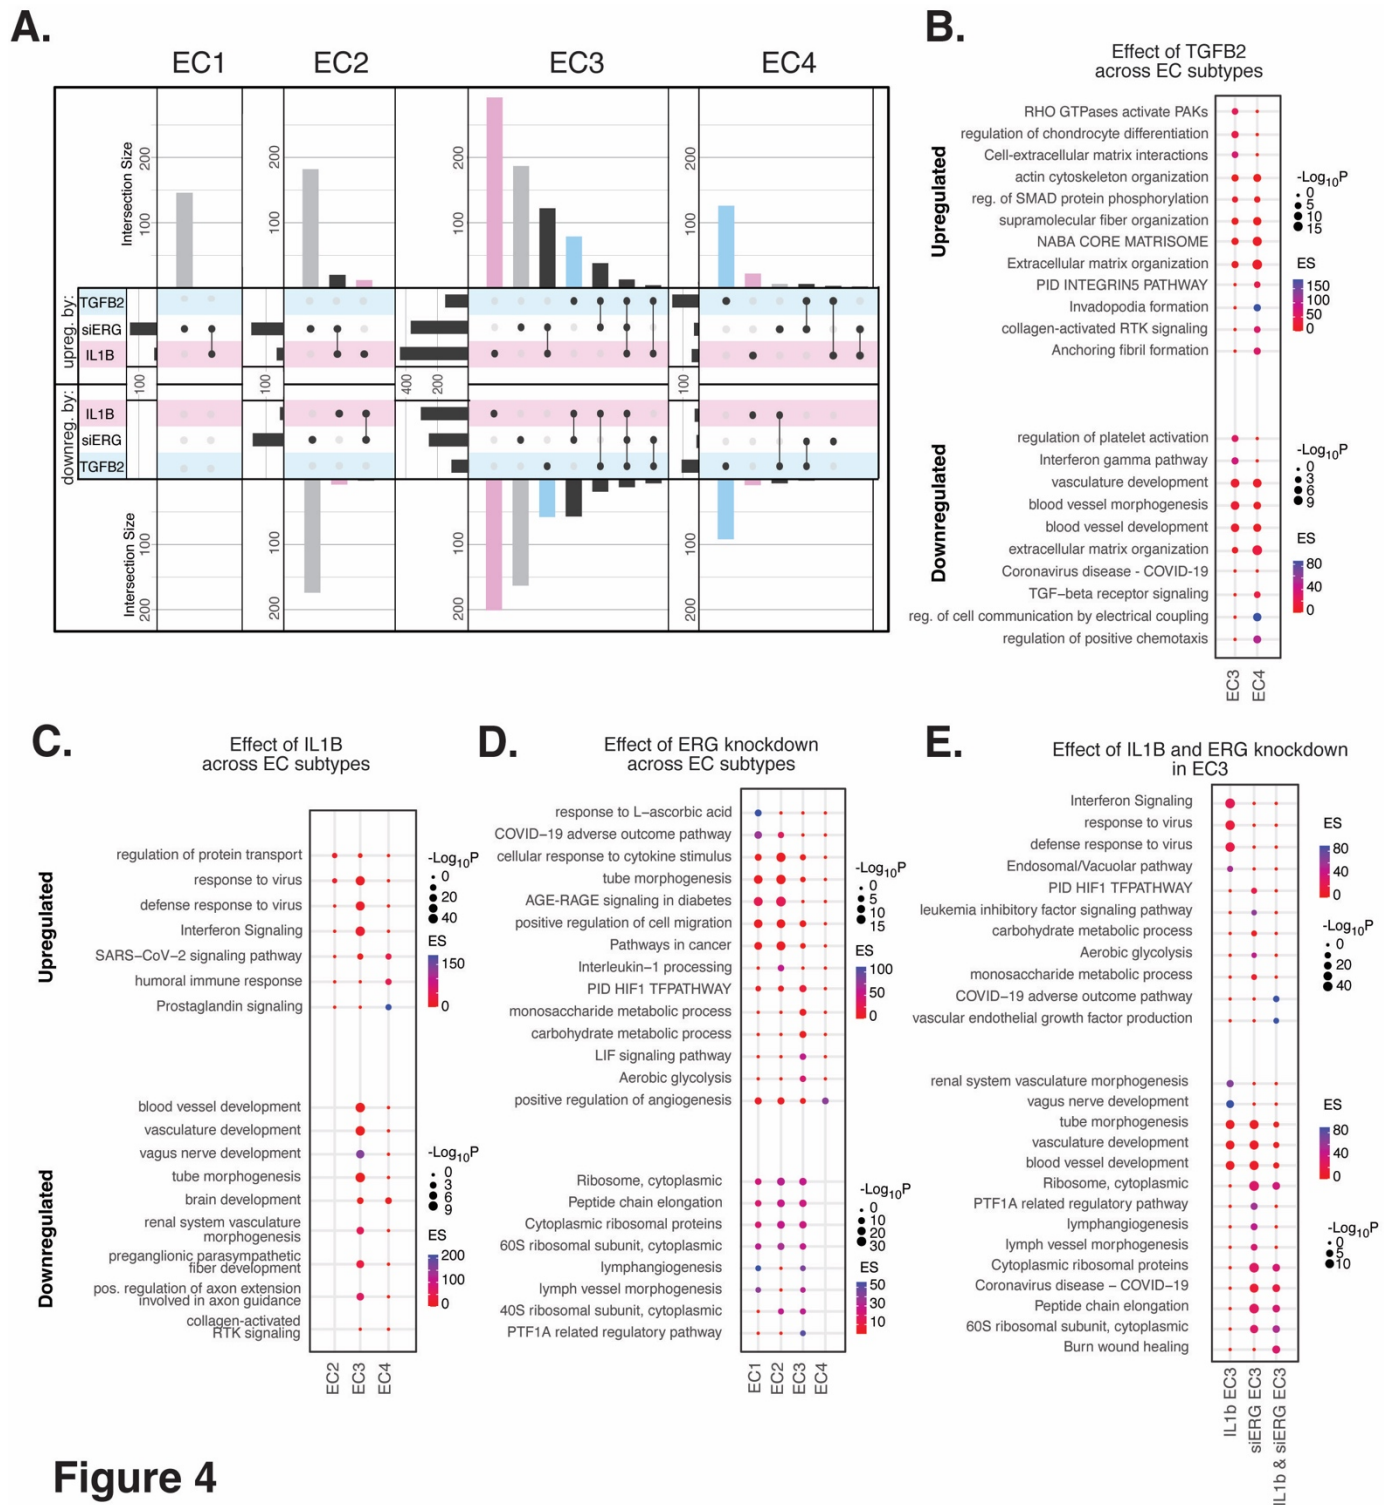 A.
EC1
EC2
EC3
EC4
Intersection Size
200
100
200
100
200
100
200
100
upreg. by:
TGFB2
siERG
IL1B
100
100
400
200
100
downreg. by:
IL1B
siERG
TGFB2
Intersection Size
100
200
100
200
100
200
100
200
B.
Effect of TGFB2
across EC subtypes
Upregulated
RHO GTPases activate PAKs
regulation of chondrocyte differentiation
Cell-extracellular matrix interactions
actin cytoskeleton organization
reg. of SMAD protein phosphorylation
supramolecular fiber organization
NABA CORE MATRISOME
Extracellular matrix organization
PID INTEGRIN5 PATHWAY
Invadopodia formation
collagen-activated RTK signaling
Anchoring fibril formation
-Log10P
0
5
10
15
ES
150
100
50
0
Downregulated
regulation of platelet activation
Interferon gamma pathway
vasculature development
blood vessel morphogenesis
blood vessel development
extracellular matrix organization
Coronavirus disease - COVID-19
TGF-beta receptor signaling
reg. of cell communication by electrical coupling
regulation of positive chemotaxis
-Log10P
0
3
6
9
ES
80
40
0
EC3
EC4
C.
Effect of IL1B
across EC subtypes
Upregulated
regulation of protein transport
response to virus
defense response to virus
Interferon Signaling
SARS-CoV-2 signaling pathway
humoral immune response
Prostaglandin signaling
-Log10P
0
20
40
ES
150
0
Downregulated
blood vessel development
vasculature development
vagus nerve development
tube morphogenesis
brain development
renal system vasculature
morphogenesis
preganglionic parasympathetic
fiber development
pos. regulation of axon extension
involved in axon guidance
collagen-activated
RTK signaling
-Log10P
0
3
6
9
ES
200
100
0
EC2
EC3
EC4
D.
Effect of ERG knockdown
across EC subtypes
response to L-ascorbic acid
COVID-19 adverse outcome pathway
cellular response to cytokine stimulus
tube morphogenesis
AGE-RAGE signaling in diabetes
positive regulation of cell migration
Pathways in cancer
Interleukin-1 processing
PID HIF1 TFPATHWAY
monosaccharide metabolic process
carbohydrate metabolic process
LIF signaling pathway
Aerobic glycolysis
positive regulation of angiogenesis
-Log10P
0
5
10
15
ES
100
50
0
Ribosome, cytoplasmic
Peptide chain elongation
Cytoplasmic ribosomal proteins
60S ribosomal subunit, cytoplasmic
lymphangiogenesis
lymph vessel morphogenesis
40S ribosomal subunit, cytoplasmic
PTF1A related regulatory pathway
-Log10P
0
10
20
30
ES
50
30
10
EC1
EC2
EC3
EC4
E.
Effect of IL1B and ERG knockdown
in EC3
Interferon Signaling
response to virus
defense response to virus
Endosomal/Vacuolar pathway
PID HIF1 TFPATHWAY
leukemia inhibitory factor signaling pathway
carbohydrate metabolic process
Aerobic glycolysis
monosaccharide metabolic process
COVID-19 adverse outcome pathway
vascular endothelial growth factor production
ES
80
40
0
-Log10P
0
20
40
renal system vasculature morphogenesis
vagus nerve development
tube morphogenesis
vasculature development
blood vessel development
Ribosome, cytoplasmic
PTF1A related regulatory pathway
lymphangiogenesis
lymph vessel morphogenesis
Cytoplasmic ribosomal proteins
Coronavirus disease – COVID-19
Peptide chain elongation
60S ribosomal subunit, cytoplasmic
Burn wound healing
ES
80
40
0
-Log10P
0
5
10
IL1b EC3
siERG EC3
IL1b & siERG EC3
Figure 4